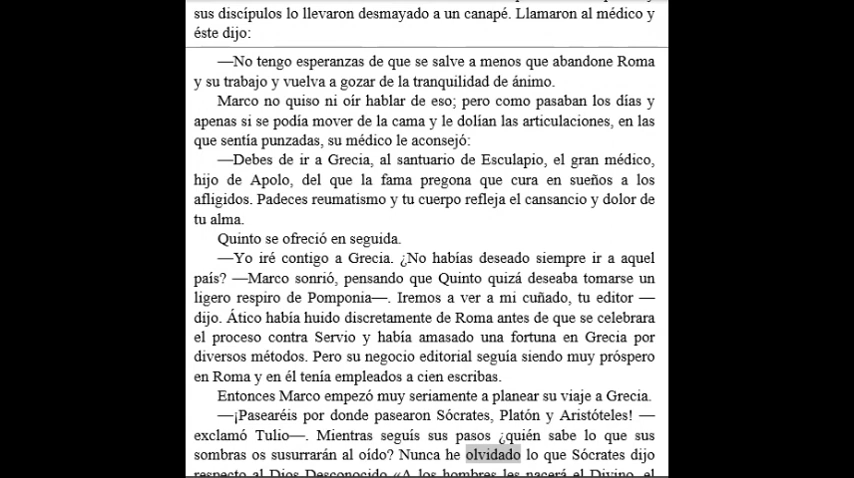 sus discípulos lo llevaron desmayado a un canapé. Llamaron al médico y
éste dijo:
—No tengo esperanzas de que se salve a menos que abandone Roma
y su trabajo y vuelva a gozar de la tranquilidad de ánimo.
Marco no quiso ni oír hablar de eso; pero como pasaban los días y
apenas si se podía mover de la cama y le dolían las articulaciones, en las
que sentía punzadas, su médico le aconsejó:
—Debes de ir a Grecia, al santuario de Esculapio, el gran médico,
hijo de Apolo, del que la fama pregona que cura en sueños a los
afligidos. Padeces reumatismo y tu cuerpo refleja el cansancio y dolor de
tu alma.
Quinto se ofreció en seguida.
—Yo iré contigo a Grecia. ¿No habías deseado siempre ir a aquel
país? —Marco sonrió, pensando que Quinto quizá deseaba tomarse un
ligero respiro de Pomponia—. Iremos a ver a mi cuñado, tu editor —
dijo. Ático había huido discretamente de Roma antes de que se celebrara
el proceso contra Servio y había amasado una fortuna en Grecia por
diversos métodos. Pero su negocio editorial seguía siendo muy próspero
en Roma y en él tenía empleados a cien escribas.
Entonces Marco empezó muy seriamente a planear su viaje a Grecia.
—¡Pasearéis por donde pasearon Sócrates, Platón y Aristóteles! —
exclamó Tulio—. Mientras seguís sus pasos ¿quién sabe lo que sus
sombras os susurrarán al oído? Nunca he olvidado lo que Sócrates dijo
respecto al Dios Desconocido «A los hombres les nacerá el Divino, el